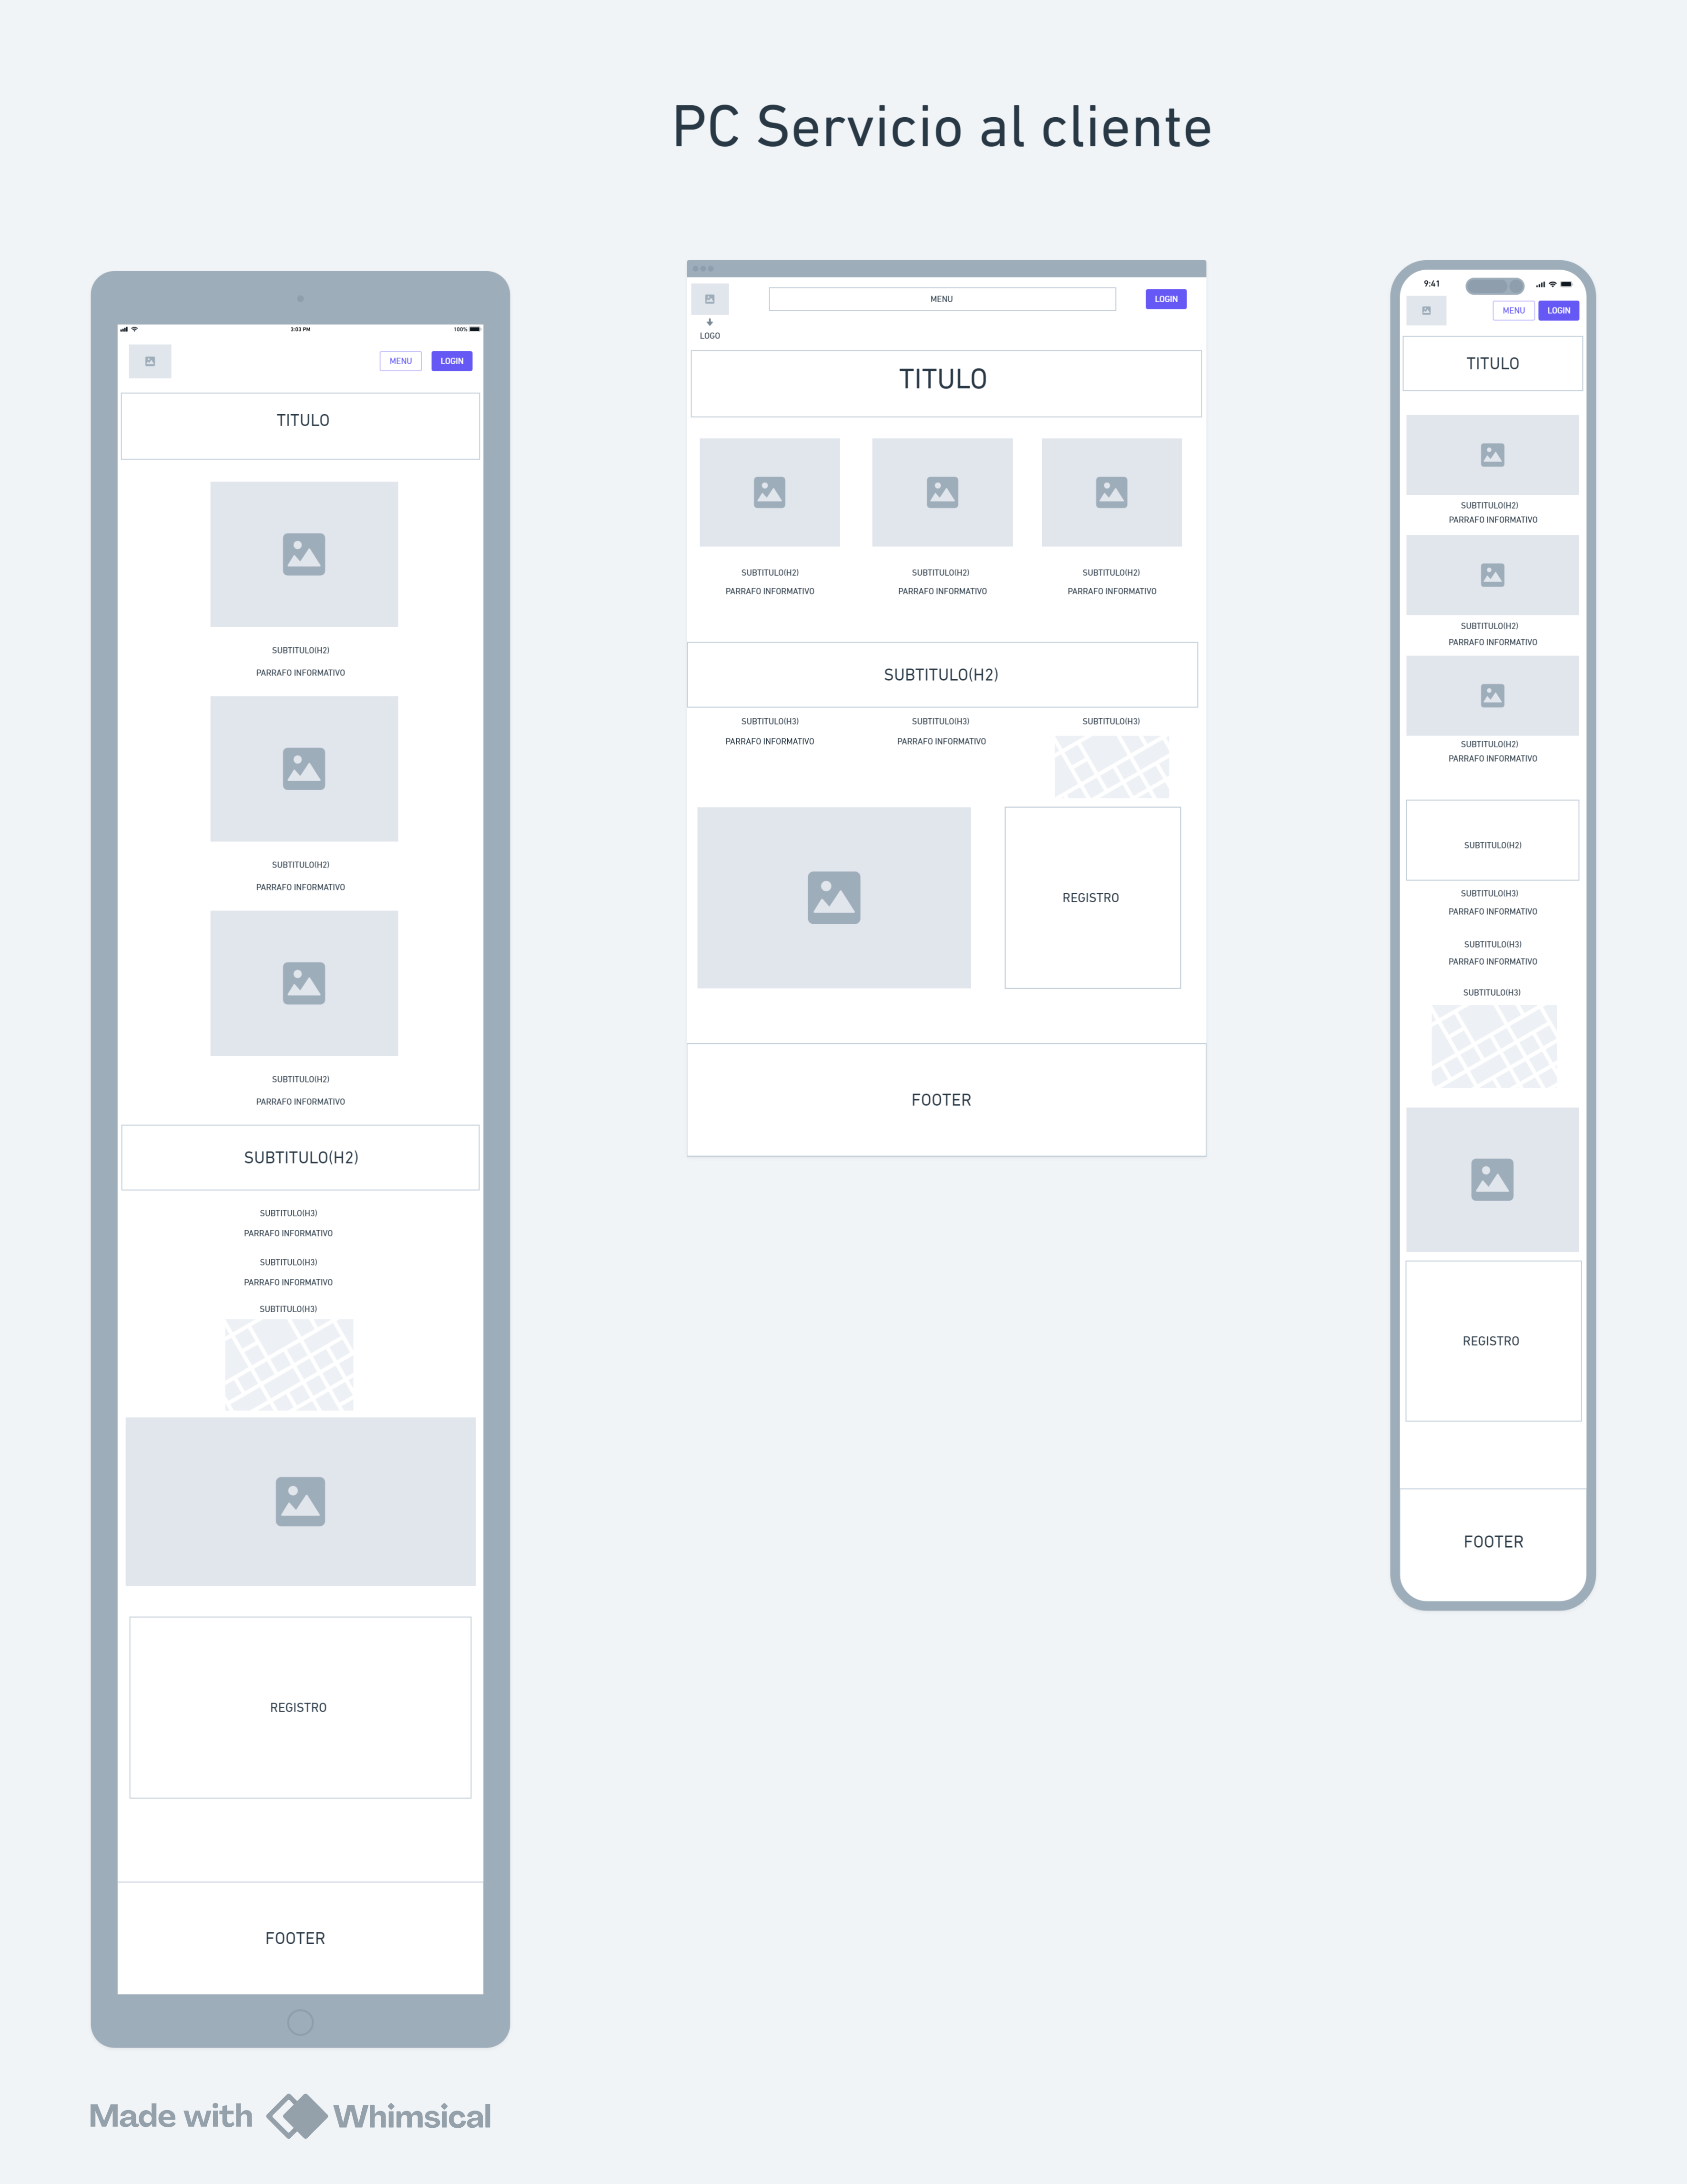 PC Servicio al cliente
3:03 PM
100%
MENU
LOGIN
TITULO
SUBTITULO(H2)
PARRAFO INFORMATIVO
SUBTITULO(H2)
PARRAFO INFORMATIVO
SUBTITULO(H2)
PARRAFO INFORMATIVO
SUBTITULO(H2)
SUBTITULO(H3)
PARRAFO INFORMATIVO
SUBTITULO(H3)
PARRAFO INFORMATIVO
SUBTITULO(H3)
REGISTRO
FOOTER
MENU
LOGIN
LOGO
TITULO
SUBTITULO(H2)
SUBTITULO(H2)
SUBTITULO(H2)
PARRAFO INFORMATIVO
PARRAFO INFORMATIVO
PARRAFO INFORMATIVO
SUBTITULO(H2)
SUBTITULO(H3)
SUBTITULO(H3)
SUBTITULO(H3)
PARRAFO INFORMATIVO
PARRAFO INFORMATIVO
REGISTRO
FOOTER
9:41
MENU
LOGIN
TITULO
SUBTITULO(H2)
PARRAFO INFORMATIVO
SUBTITULO(H2)
PARRAFO INFORMATIVO
SUBTITULO(H2)
PARRAFO INFORMATIVO
SUBTITULO(H2)
SUBTITULO(H3)
PARRAFO INFORMATIVO
SUBTITULO(H3)
PARRAFO INFORMATIVO
SUBTITULO(H3)
REGISTRO
FOOTER
Made with Whimsical